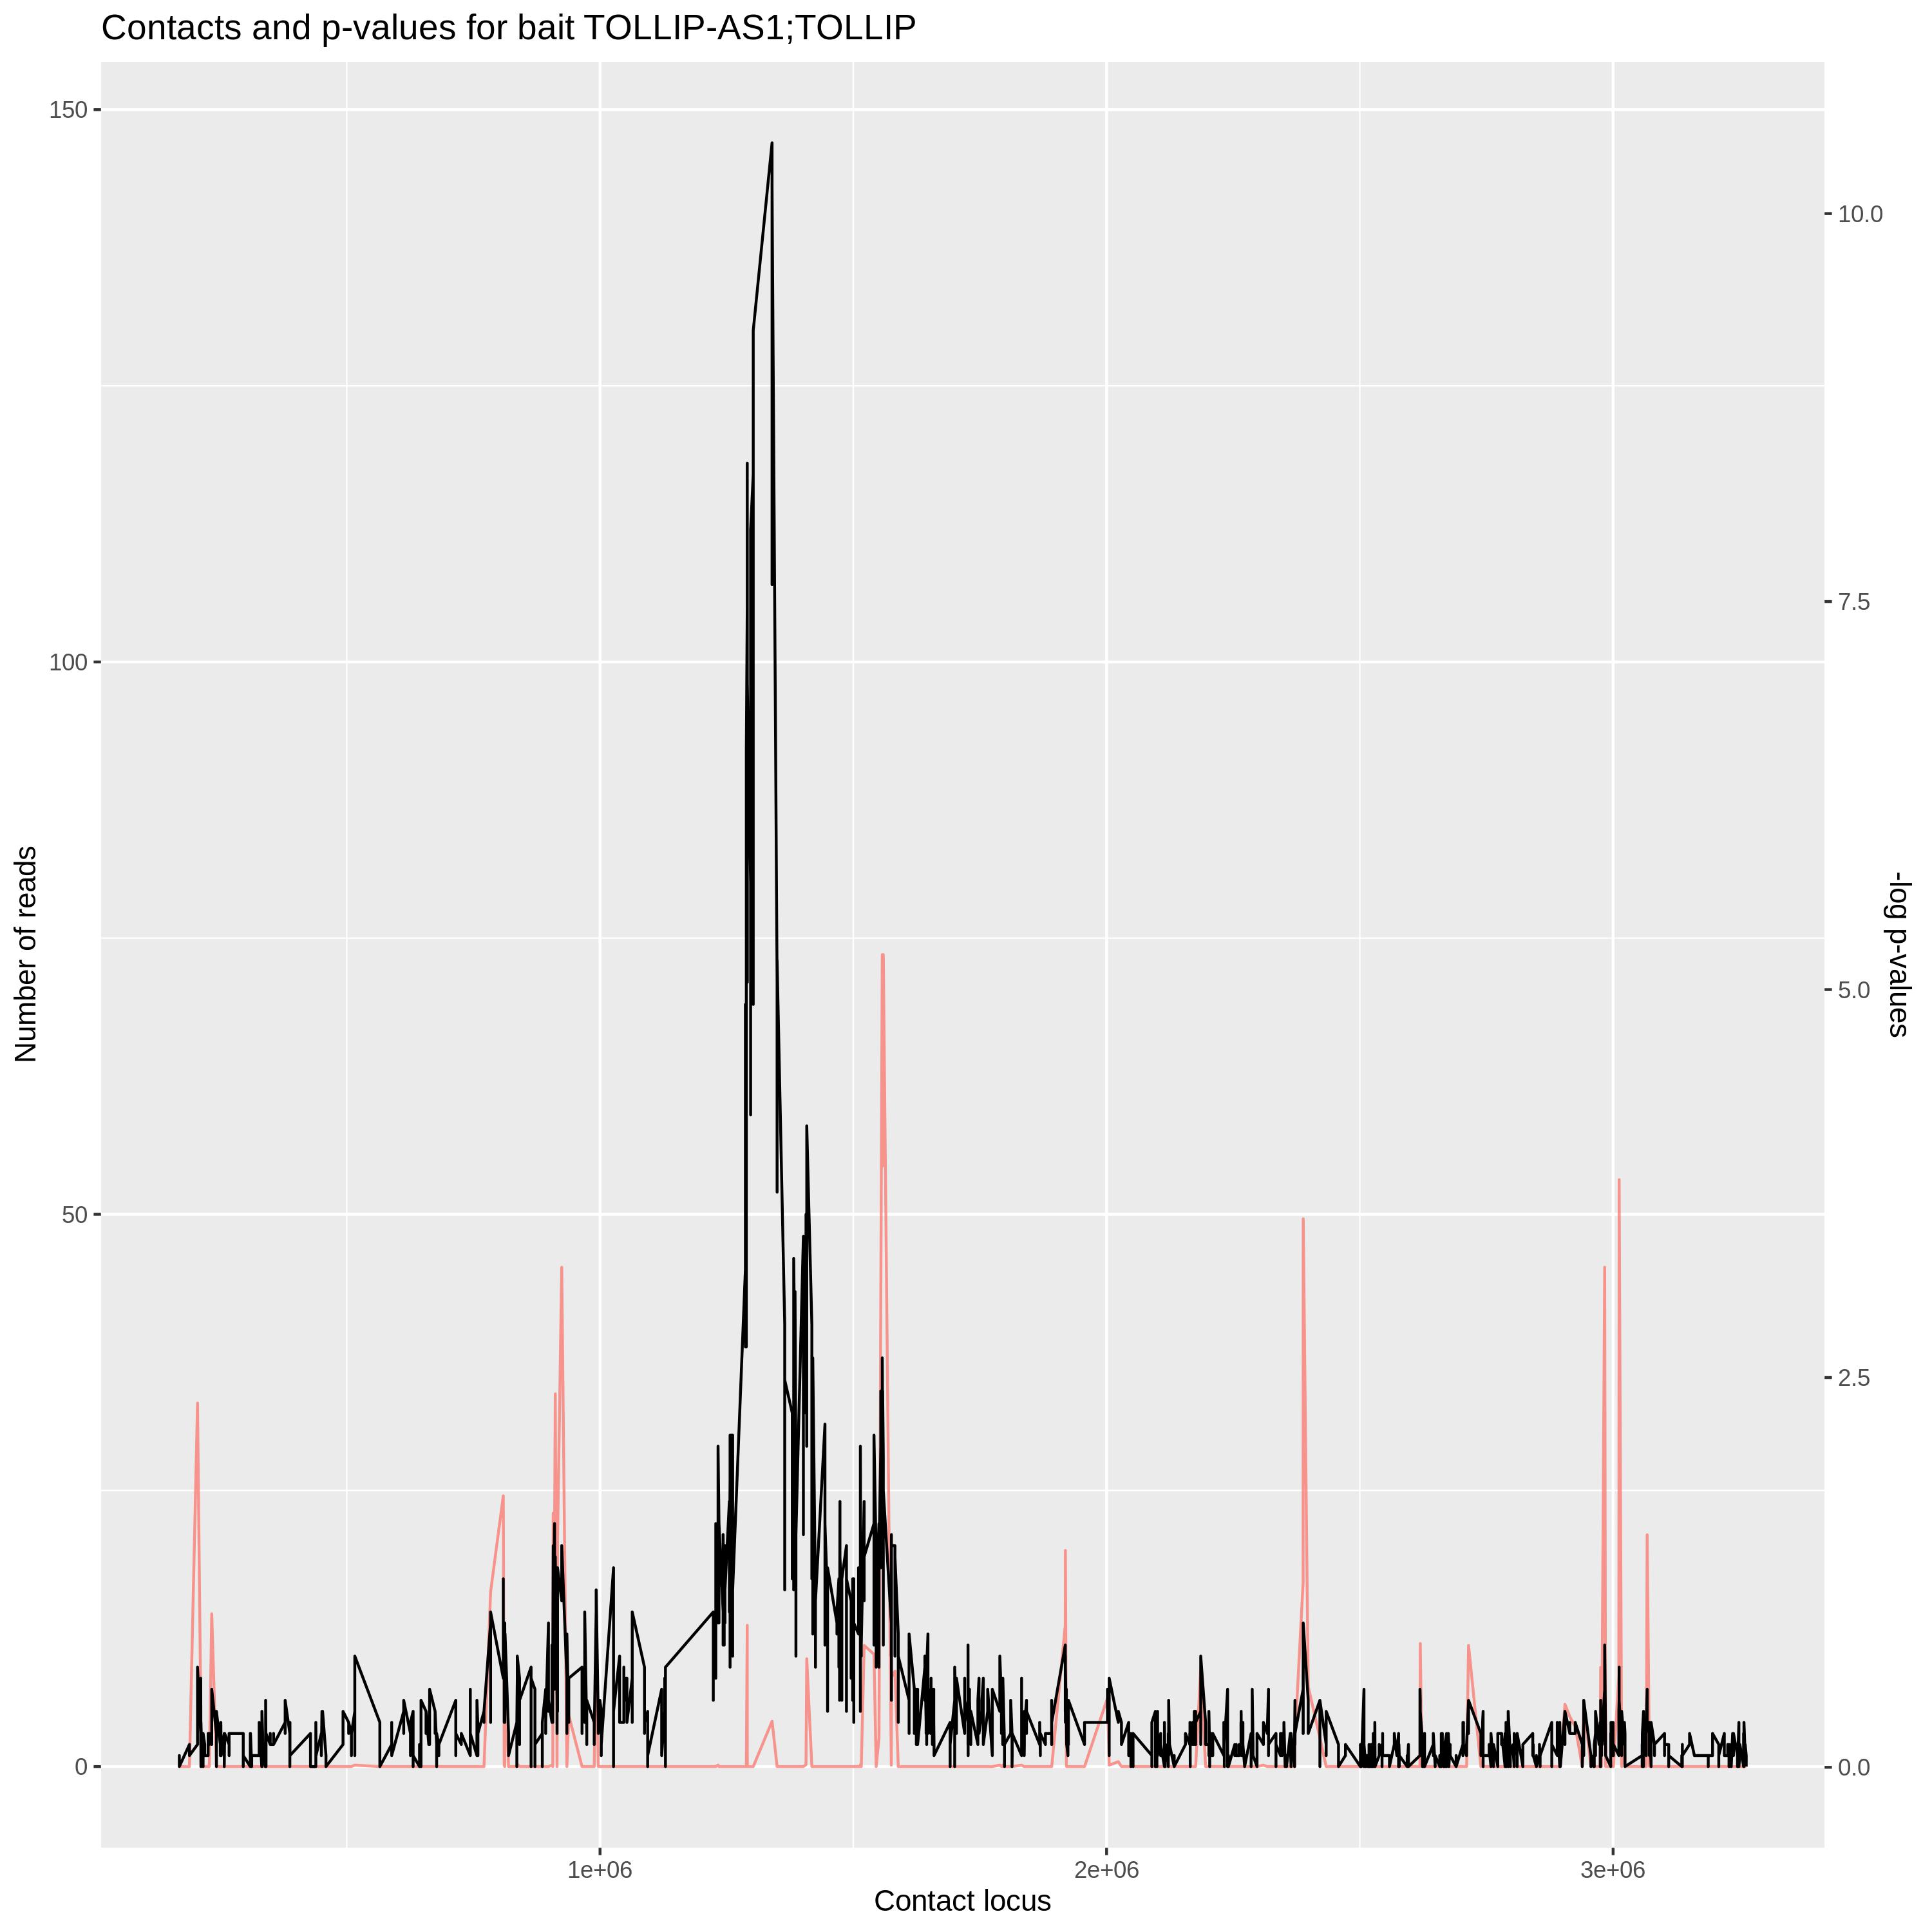 Contacts and p-values for bait TOLLIP-AS1;TOLLIP
150
100
50
0
Number of reads
10.0
7.5
5.0
2.5
0.0
-log p-values
1e+06
2e+06
3e+06
Contact locus